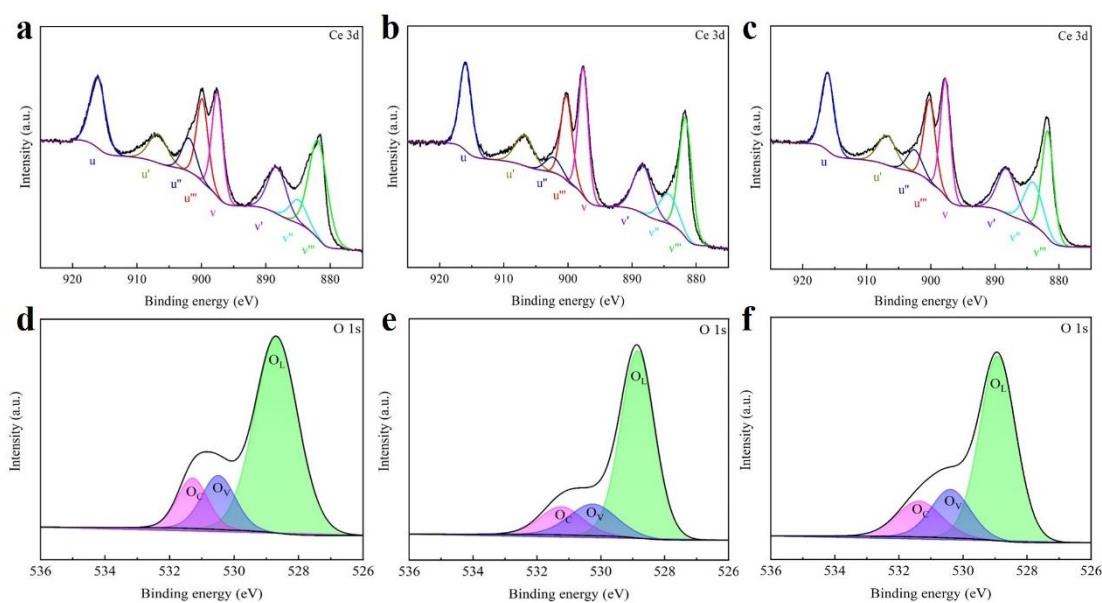 a
Ce 3d
Intensity (a.u.)
u
u'
u''
u'''
v
v'
v''
v'''
920 910 900 890 880
Binding energy (eV)
b
Ce 3d
Intensity (a.u.)
u
u'
u''
u'''
v
v'
v''
v'''
920 910 900 890 880
Binding energy (eV)
c
Ce 3d
Intensity (a.u.)
u
u'
u''
u'''
v
v'
v''
v'''
920 910 900 890 880
Binding energy (eV)
d
O 1s
Intensity (a.u.)
O_L
O_C O_V
536 534 532 530 528 526
Binding energy (eV)
e
O 1s
Intensity (a.u.)
O_L
O_C O_V
536 534 532 530 528 526
Binding energy (eV)
f
O 1s
Intensity (a.u.)
O_L
O_C O_V
536 534 532 530 528 526
Binding energy (eV)